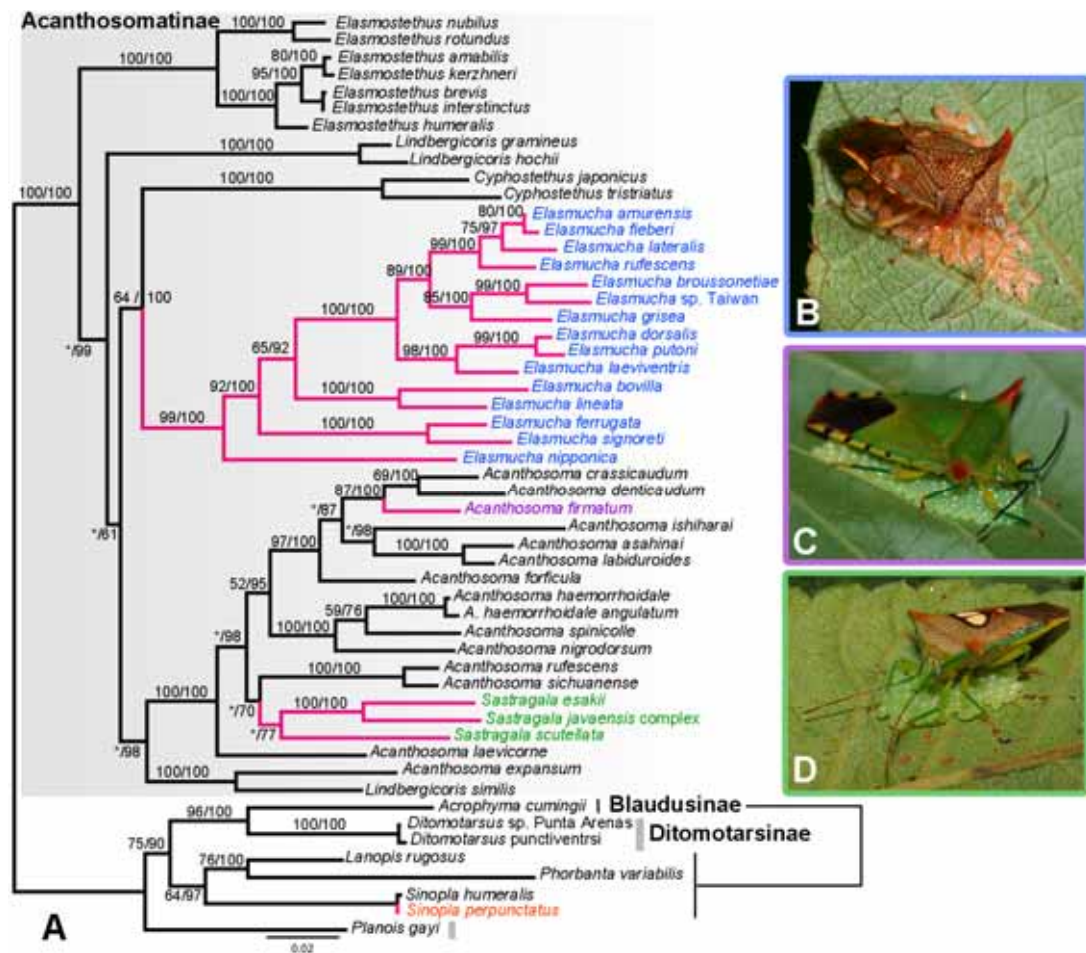 Acanthosomatinae
100/100
Elasmostethus nubilus
Elasmostethus rotundus
100/100
80/100
Elasmostethus amabilis
95/100
Elasmostethus kerzhneri
100/100
Elasmostethus brevis
Elasmostethus interstinctus
Elasmostethus humeralis
100/100
Lindbergicoris gramineus
Lindbergicoris hochii
100/100
100/100
Cyphostethus japonicus
Cyphostethus tristriatus
80/100
Elasmucha amurensis
75/97
Elasmucha fieberi
99/100
Elasmucha lateralis
89/100
Elasmucha rufescens
99/100
Elasmucha broussonetiae
85/100
Elasmucha sp. Taiwan
64 / 100
Elasmucha grisea
100/100
99/100
Elasmucha dorsalis
*/99
98/100
Elasmucha putoni
65/92
Elasmucha laeviventris
92/100
100/100
Elasmucha bovilla
Elasmucha lineata
99/100
100/100
Elasmucha ferrugata
Elasmucha signoreti
Elasmucha nipponica
69/100
Acanthosoma crassicaudum
87/100
Acanthosoma denticaudum
*/87
Acanthosoma firmatum
*/61
*/98
Acanthosoma ishiharai
97/100
100/100
Acanthosoma asahinai
Acanthosoma labiduroides
52/95
Acanthosoma forficula
100/100
Acanthosoma haemorrhoidale
59/76
A. haemorrhoidale angulatum
100/100
Acanthosoma spinicolle
*/98
Acanthosoma nigrodorsum
100/100
Acanthosoma rufescens
100/100
Acanthosoma sichuanense
*/70
100/100
Sastragala esakii
Sastragala javaensis complex
*/77
Sastragala scutellata
*/98
Acanthosoma laevicorne
100/100
Acanthosoma expansum
Lindbergicoris similis
96/100
Acrophyma cumingii
Blaudusinae
100/100
Ditomotarsus sp. Punta Arenas
Ditomotarsinae
75/90
Ditomotarsus punctiventrsi
76/100
Lanopis rugosus
Phorbanta variabilis
64/97
Sinopla humeralis
Sinopla perpunctatus
Planois gayi
0.02
A
B
C
D